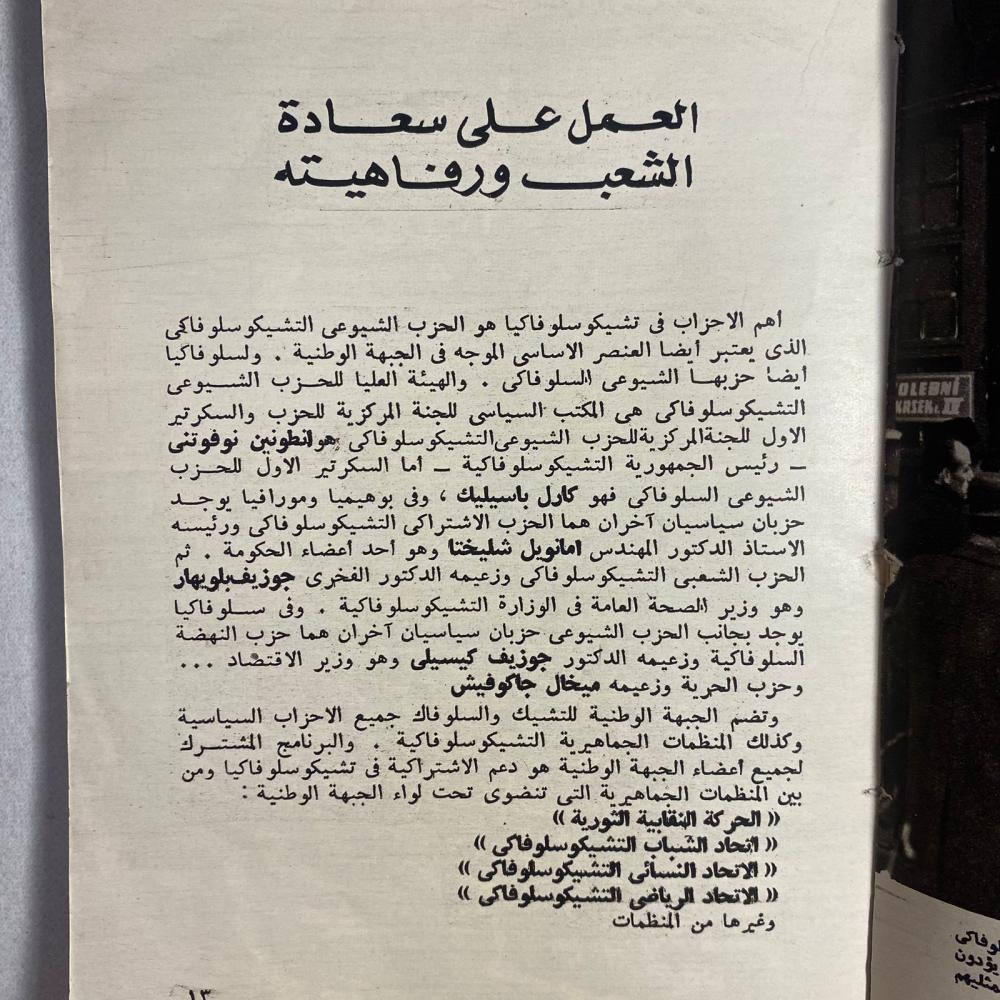 العمل على سعادة
الشعب ورفاهيته
أهم الاحزاب فى تشيكوسلوفاكيا هو الحزب الشيوعى التشيكوسلوفاكى
الذى يعتبر أيضا العنصر الاساسى الموجه فى الجبهة الوطنية . ولسلوفاكيا
أيضا حزبها الشيوعى السلوفاكى . والهيئة العليا للحزب الشيوعى
التشيكوسلوفاكى هى المكتب السياسى للجنة المركزية للحزب والسكرتير
الاول للجنة المركزية للحزب الشيوعى التشيكوسلوفاكى هو انطونين نوفوتنى
– رئيس الجمهورية التشيكوسلوفاكية – أما السكرتير الاول للحزب
الشيوعى السلوفاكى فهو كارل باسيليك ، وفى بوهيميا ومورافيا يوجد
حزبان سياسيان آخران هما الحزب الاشتراكى التشيكوسلوفاكى ورئيسه
الاستاذ الدكتور المهندس امانويل شليختا وهو أحد أعضاء الحكومة . ثم
الحزب الشعبى التشيكوسلوفاكى وزعيمه الدكتور الفخرى جوزيف بلويهار
وهو وزير الصحة العامة فى الوزارة التشيكوسلوفاكية . وفى سلوفاكيا
يوجد بجانب الحزب الشيوعى حزبان سياسيان آخران هما حزب النهضة
السلوفاكية وزعيمه الدكتور جوزيف كيسيلى وهو وزير الاقتصاد ...
وحزب الحرية وزعيمه ميخال جاكوفيش
وتضم الجبهة الوطنية للتشيك والسلوفاك جميع الاحزاب السياسية
وكذلك المنظمات الجماهيرية التشيكوسلوفاكية . والبرنامج المشترك
لجميع أعضاء الجبهة الوطنية هو دعم الاشتراكية فى تشيكوسلوفاكيا ومن
بين المنظمات الجماهيرية التى تنضوى تحت لواء الجبهة الوطنية :
(( الحركة النقابية الثورية ))
(( اتحاد الشباب التشيكوسلوفاكى ))
(( الاتحاد النسائى التشيكوسلوفاكى ))
(( الاتحاد الرياضى التشيكوسلوفاكى ))
وغيرها من المنظمات
١٣
OLEBNÍ
II
يؤدون